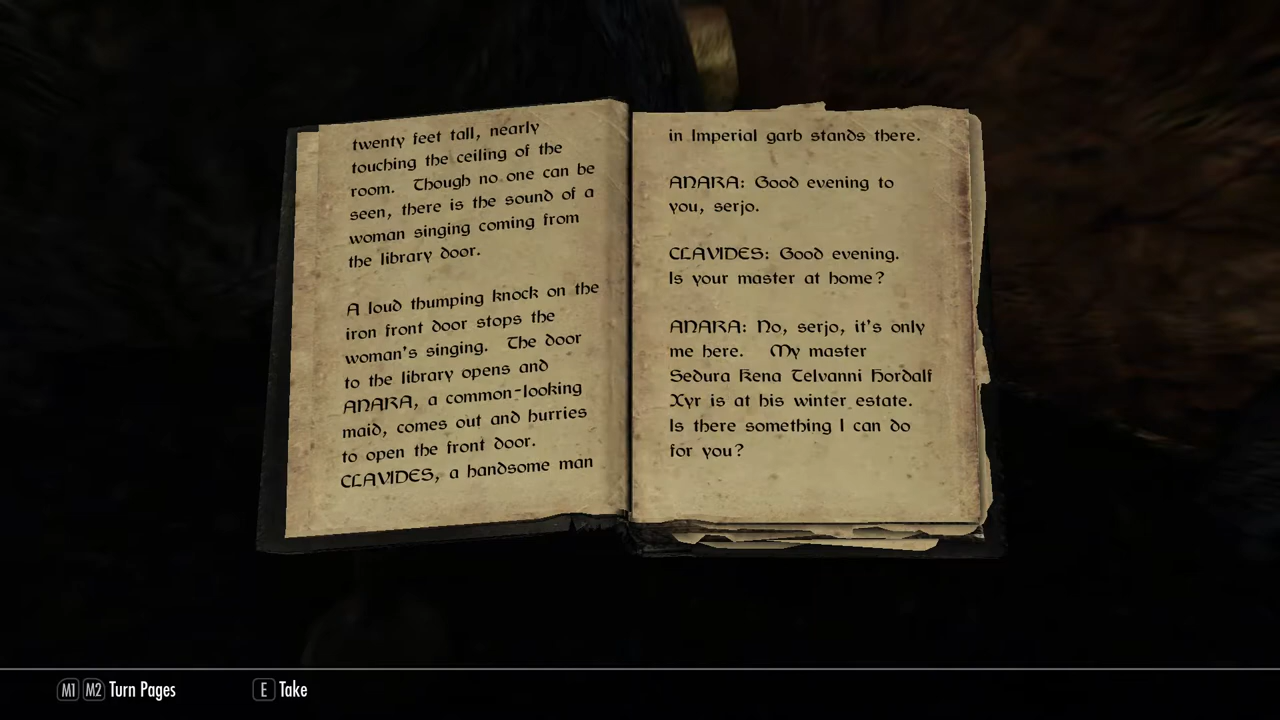 twenty feet tall, nearly
touching the ceiling of the
room. Though no one can be
seen, there is the sound of a
woman singing coming from
the library door.
A loud thumping knock on the
iron front door stops the
woman's singing. The door
to the library opens and
ANARA, a common-looking
maid, comes out and hurries
to open the front door.
CLAVIDES, a handsome man
in Imperial garb stands there.
ANARA: Good evening to
you, serjo.
CLAVIDES: Good evening.
Is your master at home?
ANARA: No, serjo, it's only
me here. My master
Sedura Kena Telvanni Hordalf
Xyr is at his winter estate.
Is there something I can do
for you?
M1 M2 Turn Pages
E Take